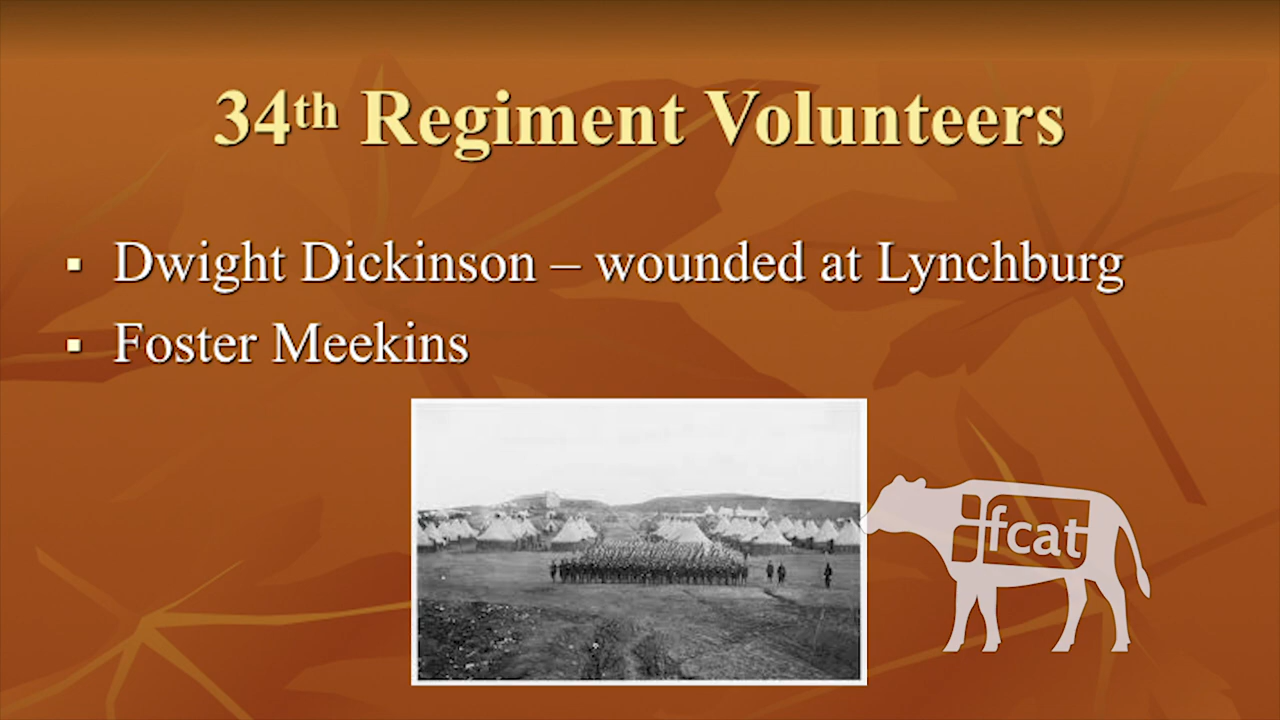 34th Regiment Volunteers
▪ Dwight Dickinson – wounded at Lynchburg
▪ Foster Meekins
fcat